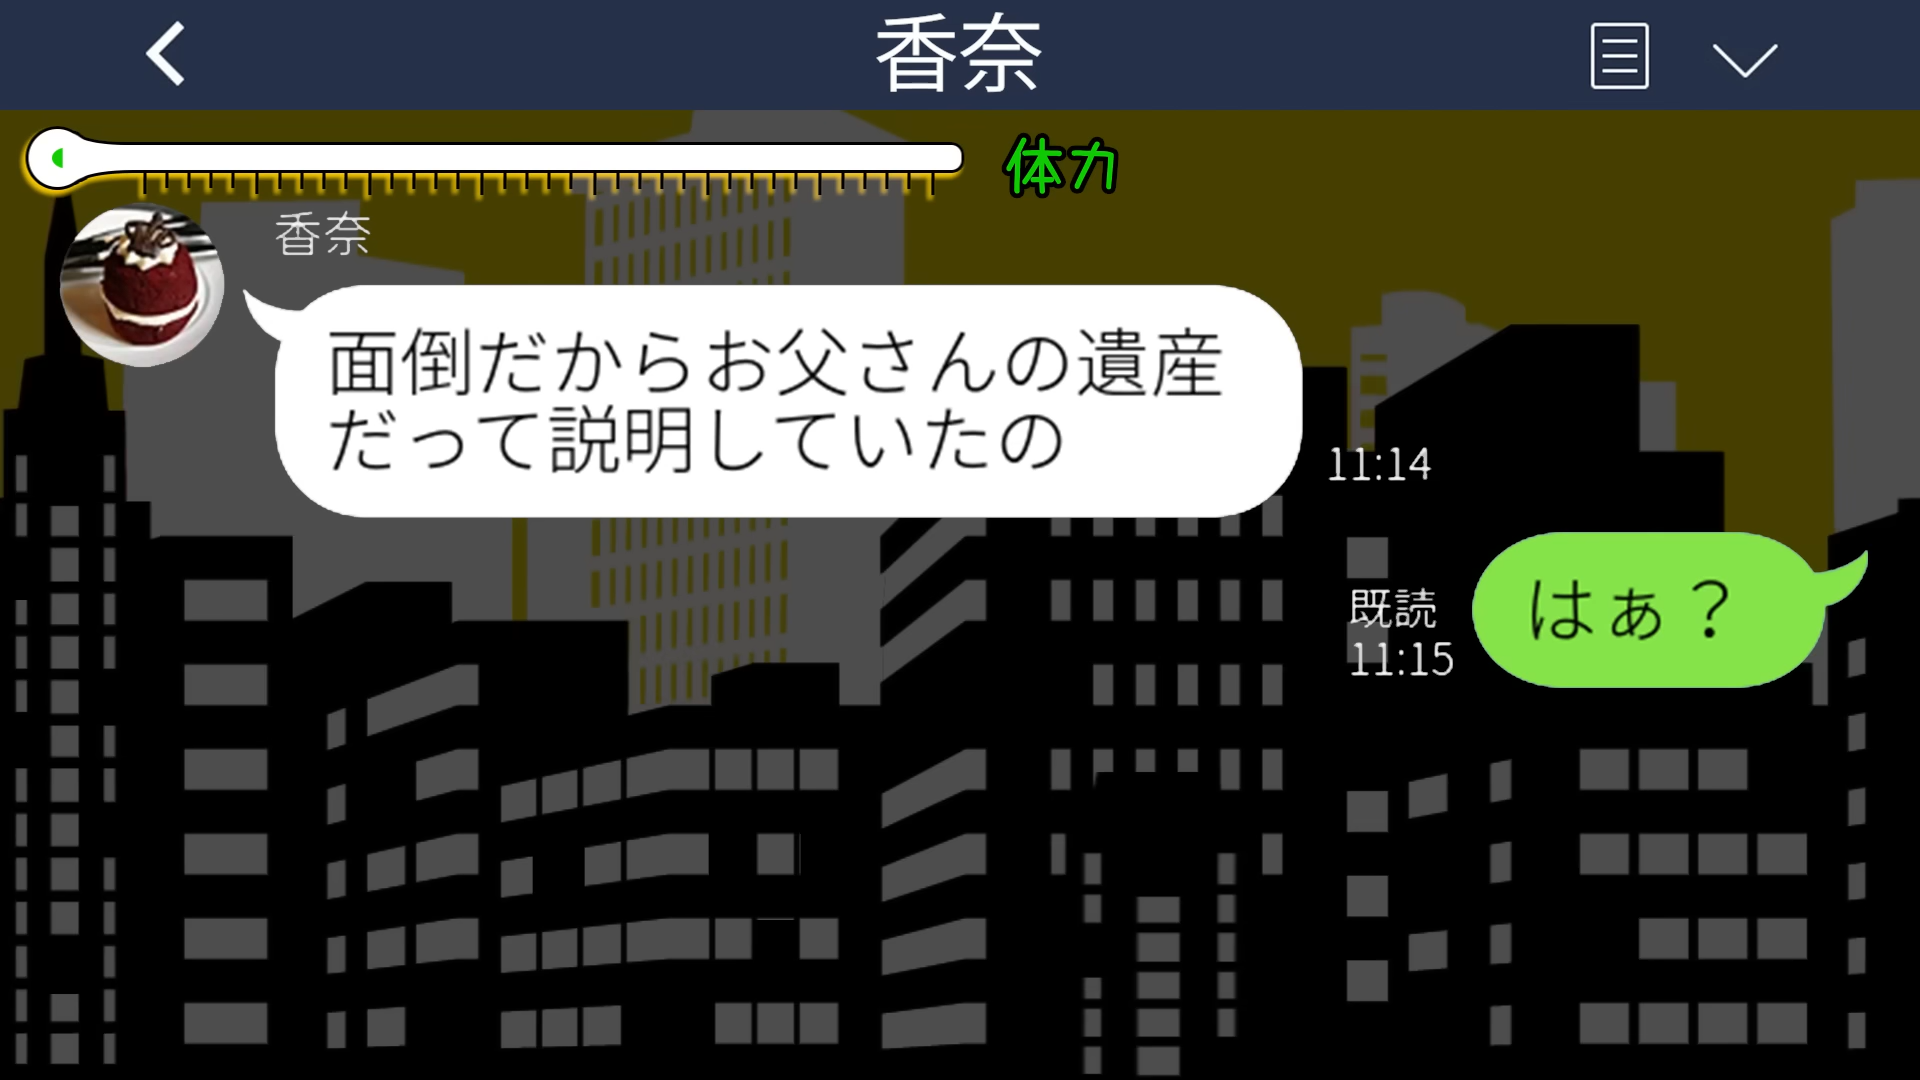 香奈
体力
香奈
面倒だからお父さんの遺産
だって説明していたの
11:14
はぁ？
既読
11:15